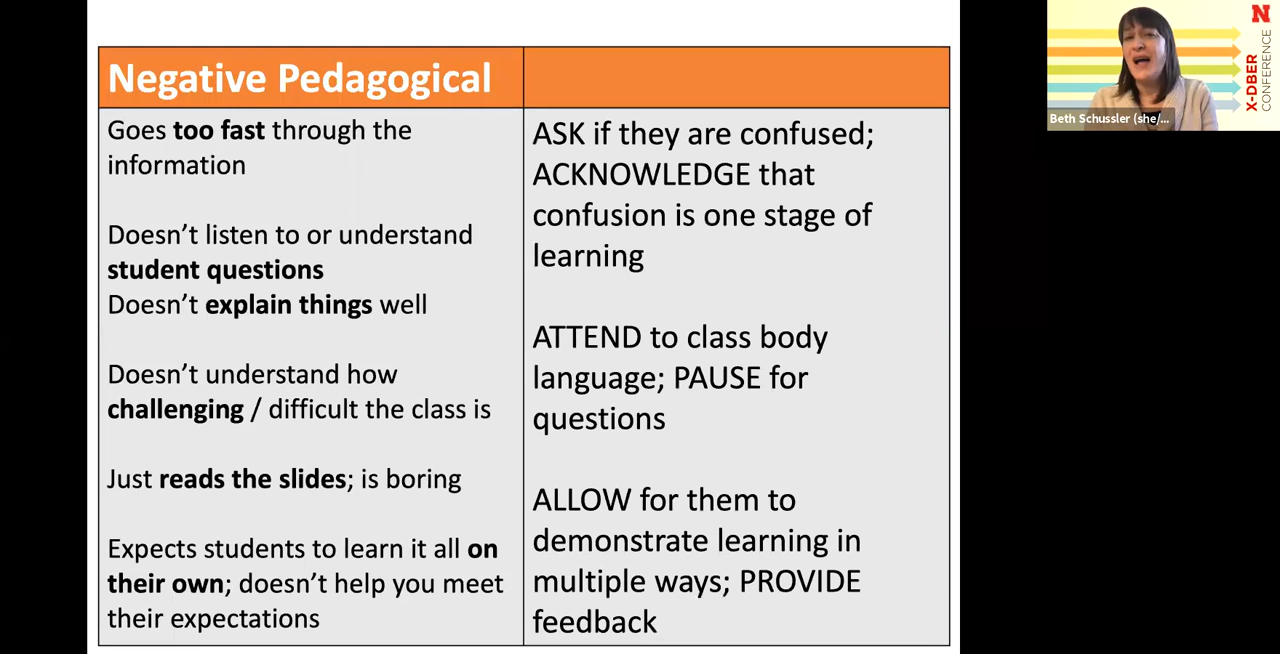 Negative Pedagogical
Goes too fast through the
information
Doesn’t listen to or understand
student questions
Doesn’t explain things well
Doesn’t understand how
challenging / difficult the class is
Just reads the slides; is boring
Expects students to learn it all on
their own; doesn’t help you meet
their expectations
ASK if they are confused;
ACKNOWLEDGE that
confusion is one stage of
learning
ATTEND to class body
language; PAUSE for
questions
ALLOW for them to
demonstrate learning in
multiple ways; PROVIDE
feedback
N
X-DBER
CONFERENCE
Beth Schussler (she/...